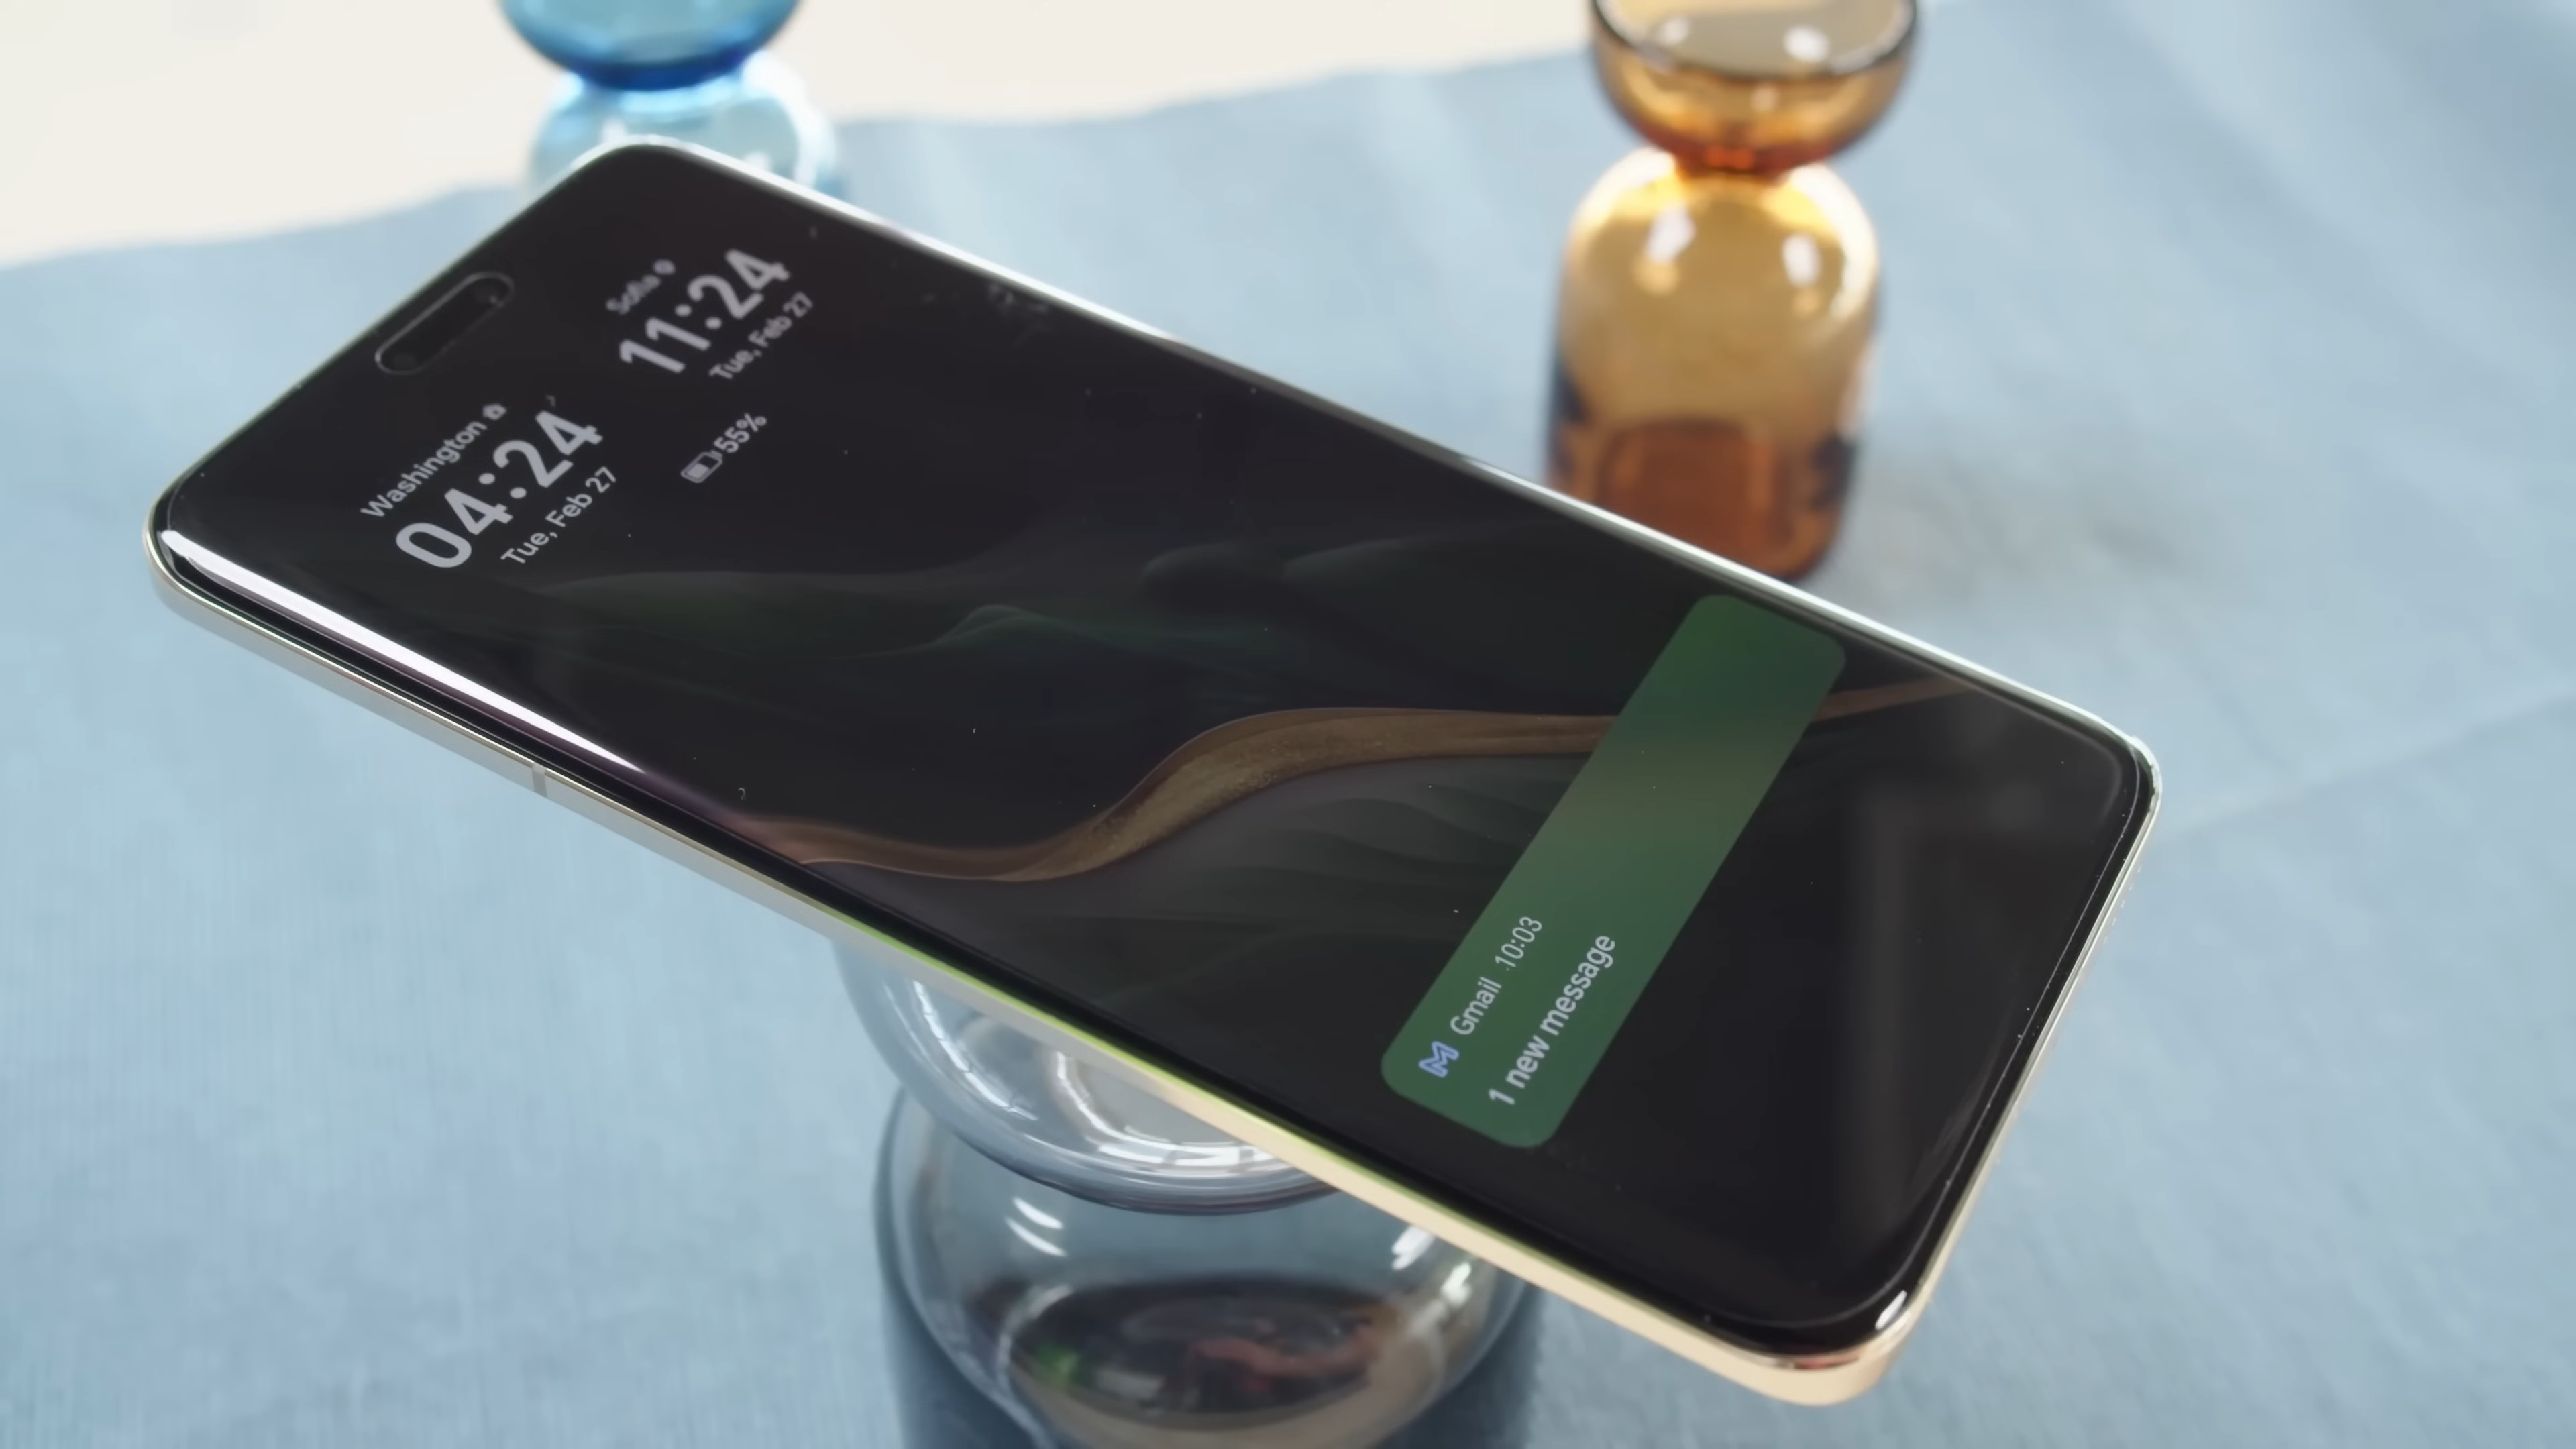 Washington
04:24
Tue, Feb 27
Sofia
11:24
Tue, Feb 27
55%
Gmail 10:03
1 new message